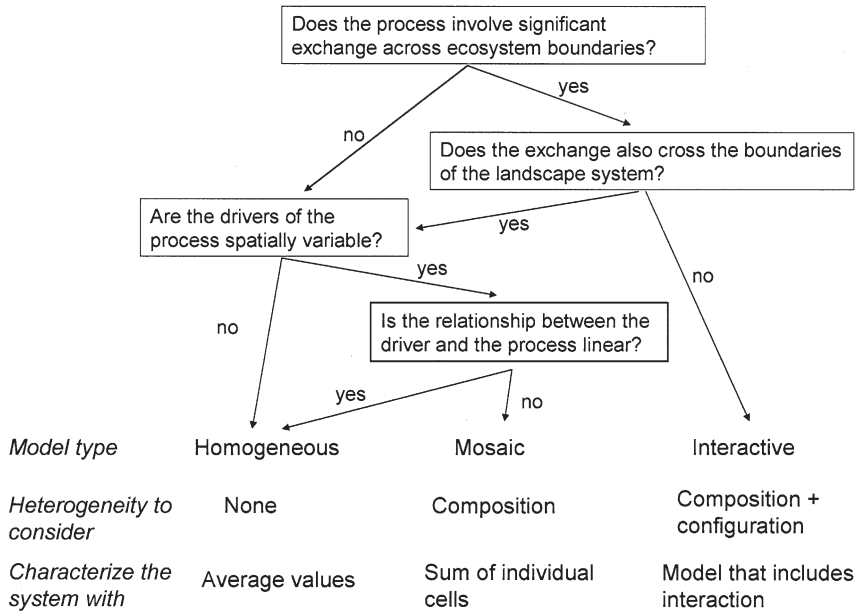 Does the process involve significant
exchange across ecosystem boundaries?
yes
no
Does the exchange also cross the boundaries
of the landscape system?
Are the drivers of the
process spatially variable?
yes
yes
no
Is the relationship between the
driver and the process linear?
no
yes
no
Model type Homogeneous Mosaic Interactive
Heterogeneity to
consider
None
Composition
Composition +
configuration
Characterize the
system with
Average values
Sum of individual
cells
Model that includes
interaction